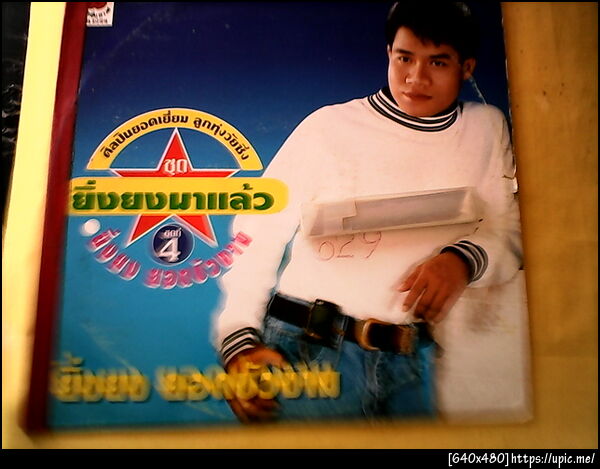 ศิลปินยอดเยี่ยม ลูกทุ่งวัยซิ่ง
ชุด
ยิ่งยงมาแล้ว
ชุดที่
4
ยิ่งยง ยอดบัวงาม
029
ยิ่งยง ยอดบัวงาม
[640x480]https://upic.me/